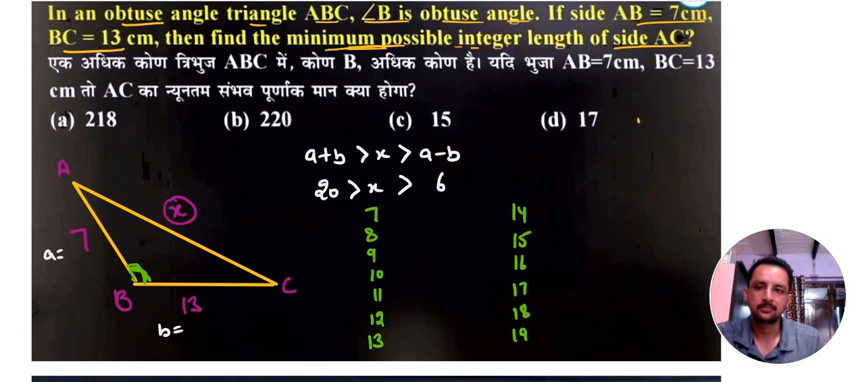 In an obtuse angle triangle ABC, ∠B is obtuse angle. If side AB = 7cm,
BC = 13 cm, then find the minimum possible integer length of side AC?
एक अधिक कोण त्रिभुज ABC में, कोण B, अधिक कोण है। यदि भुजा AB=7cm, BC=13
cm तो AC का न्यूनतम संभव पूर्णांक मान क्या होगा?
(a) 218 (b) 220 (c) 15 (d) 17
a+b > x > a-b
20 > x > 6
A
x
a= 7
B
13
C
b=
7
8
9
10
11
12
13
14
15
16
17
18
19